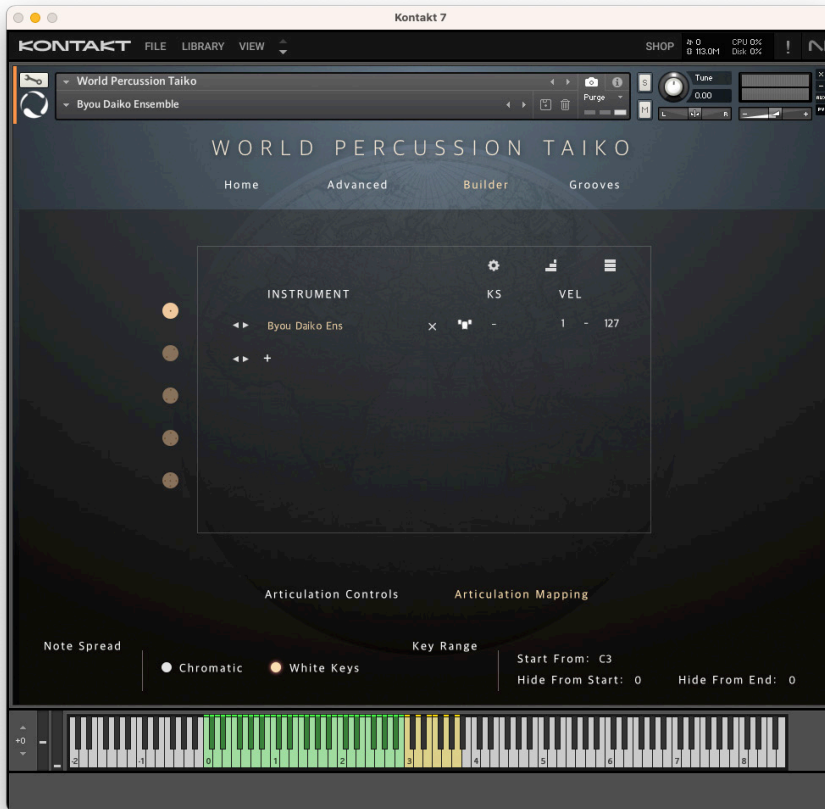 Kontakt 7
KONTAKT FILE LIBRARY VIEW SHOP 0 CPU 0%
113.0M Disk 0% !
World Percussion Taiko S Tune
Purge 0.00
Byou Daiko Ensemble M L R - +
WORLD PERCUSSION TAIKO
Home Advanced Builder Grooves
INSTRUMENT KS VEL
Byou Daiko Ens × - 1 - 127
+
Articulation Controls Articulation Mapping
Note Spread Key Range
Chromatic White Keys
Start From: C3
Hide From Start: 0 Hide From End: 0
+0
-2 -1 0 1 2 3 4 5 6 7 8